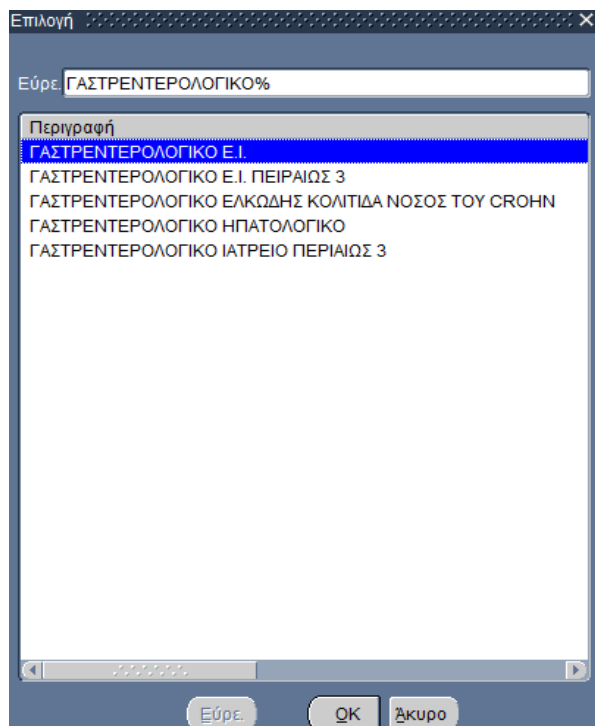 Επιλογή
Εύρε. ΓΑΣΤΡΕΝΤΕΡΟΛΟΓΙΚΟ%
Περιγραφή
ΓΑΣΤΡΕΝΤΕΡΟΛΟΓΙΚΟ Ε.Ι.
ΓΑΣΤΡΕΝΤΕΡΟΛΟΓΙΚΟ Ε.Ι. ΠΕΙΡΑΙΩΣ 3
ΓΑΣΤΡΕΝΤΕΡΟΛΟΓΙΚΟ ΕΛΚΩΔΗΣ ΚΟΛΙΤΙΔΑ ΝΟΣΟΣ ΤΟΥ CROHN
ΓΑΣΤΡΕΝΤΕΡΟΛΟΓΙΚΟ ΗΠΑΤΟΛΟΓΙΚΟ
ΓΑΣΤΡΕΝΤΕΡΟΛΟΓΙΚΟ ΙΑΤΡΕΙΟ ΠΕΡΙΑΙΩΣ 3
Εύρε. OK Άκυρο